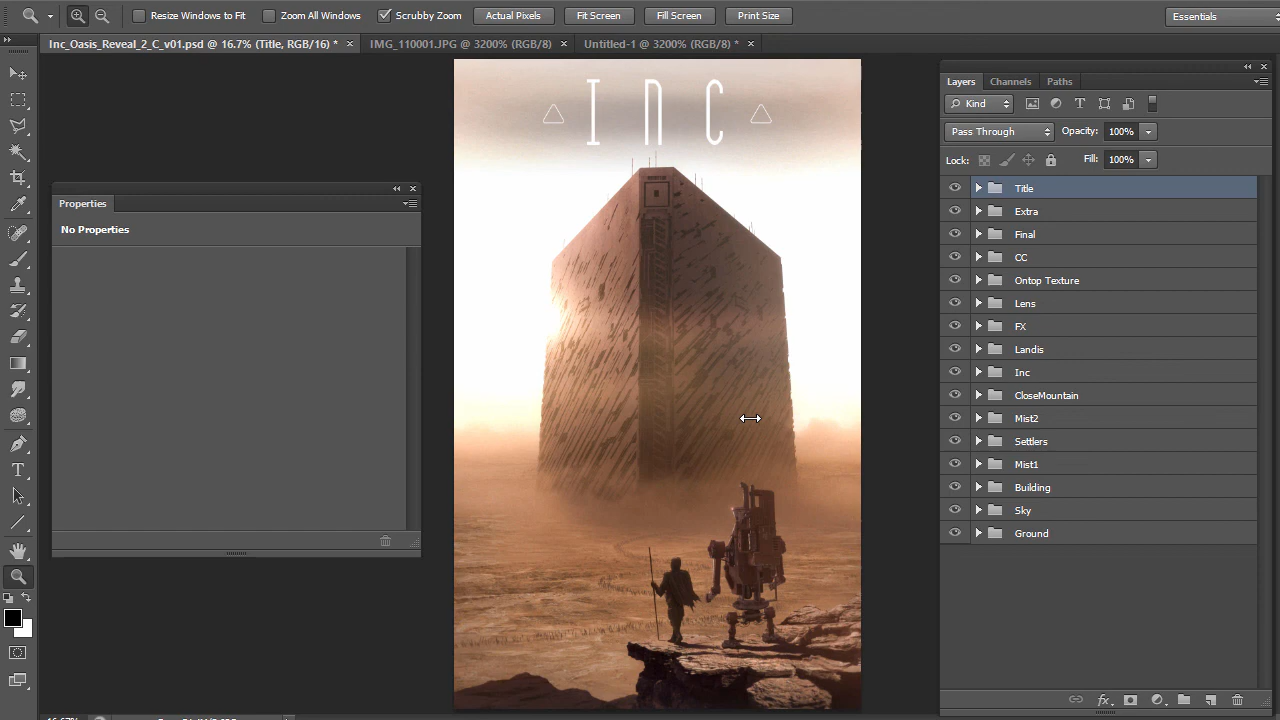 Resize Windows to Fit
Zoom All Windows
Scrubby Zoom
Actual Pixels
Fit Screen
Fill Screen
Print Size
Essentials
Inc_Oasis_Reveal_2_C_v01.psd @ 16.7% (Title, RGB/16) *
IMG_110001.JPG @ 3200% (RGB/8)
Untitled-1 @ 3200% (RGB/8) *
INC
Properties
No Properties
Layers
Channels
Paths
Kind
Pass Through
Opacity: 100%
Lock:
Fill: 100%
Title
Extra
Final
CC
Ontop Texture
Lens
FX
Landis
Inc
CloseMountain
Mist2
Settlers
Mist1
Building
Sky
Ground